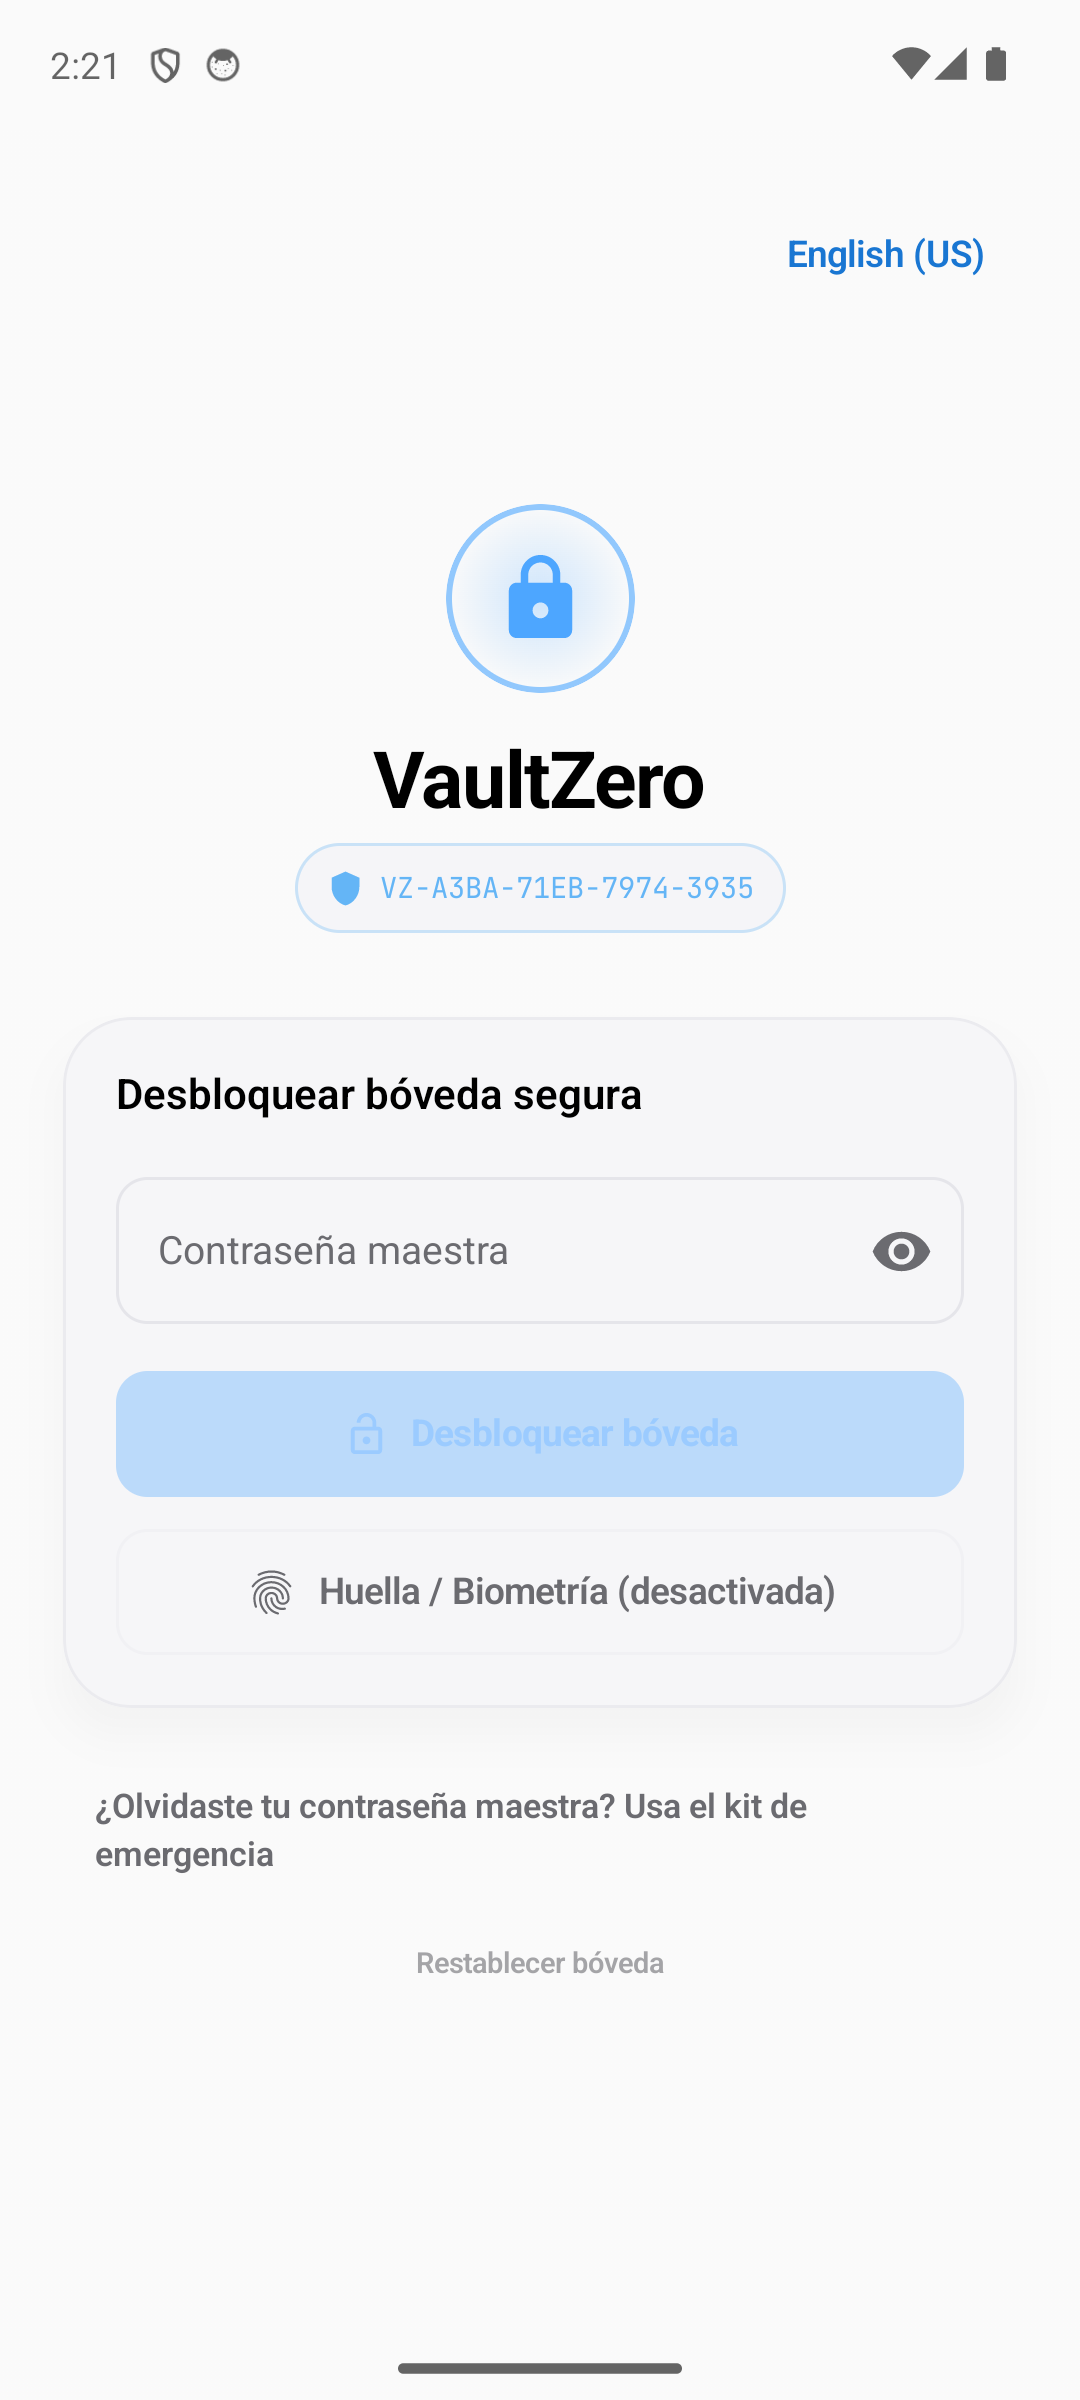 2:21
English (US)
VaultZero
VZ-A3BA-71EB-7974-3935
Desbloquear bóveda segura
Contraseña maestra
Desbloquear bóveda
Huella / Biometría (desactivada)
¿Olvidaste tu contraseña maestra? Usa el kit de
emergencia
Restablecer bóveda